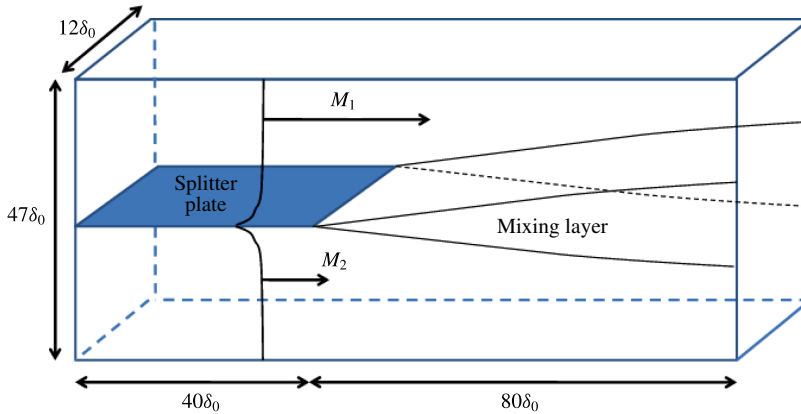 12δ₀
M₁
Splitter
plate
47δ₀
Mixing layer
M₂
40δ₀
80δ₀